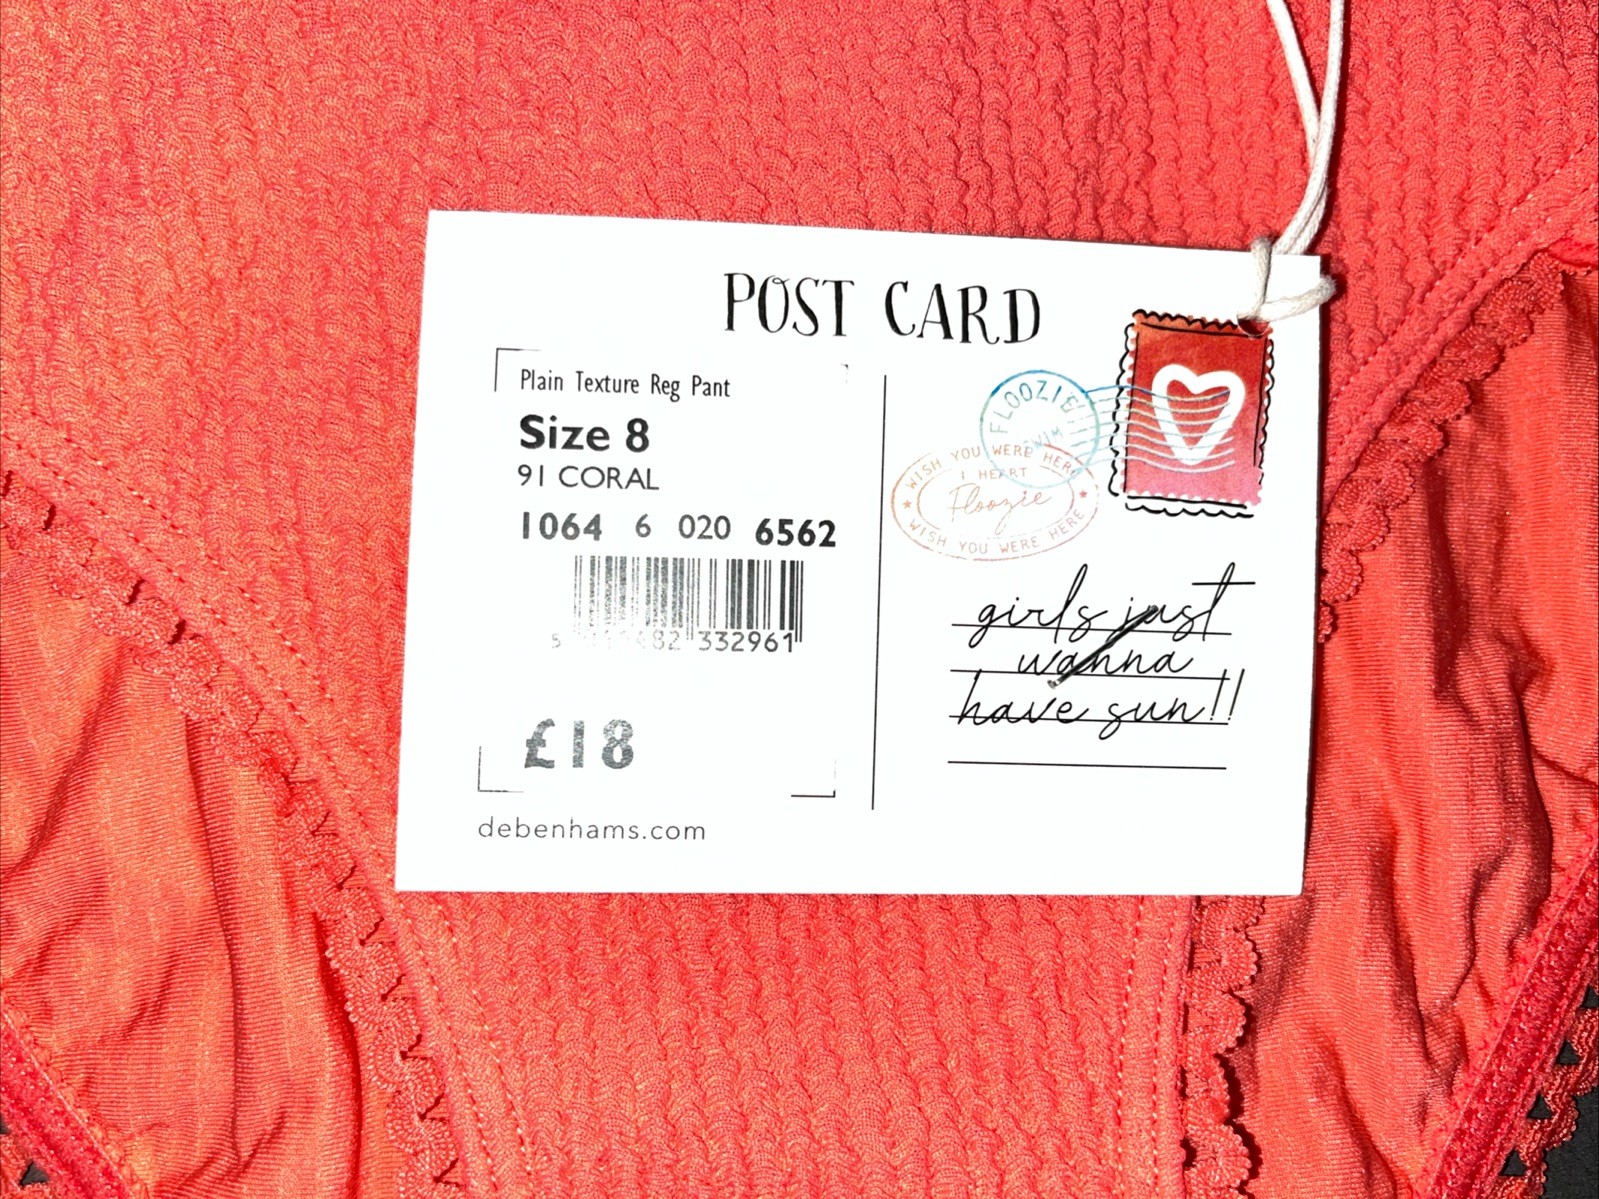 POST CARD
Plain Texture Reg Pant
Size 8
91 CORAL
1064 6 020 6562
5 332961
£18
debenhams.com
FLOOZIE
SWIM
WISH YOU WERE HERE
I HEART
Floozie
WISH YOU WERE HERE
girls just
wanna
have sun!!